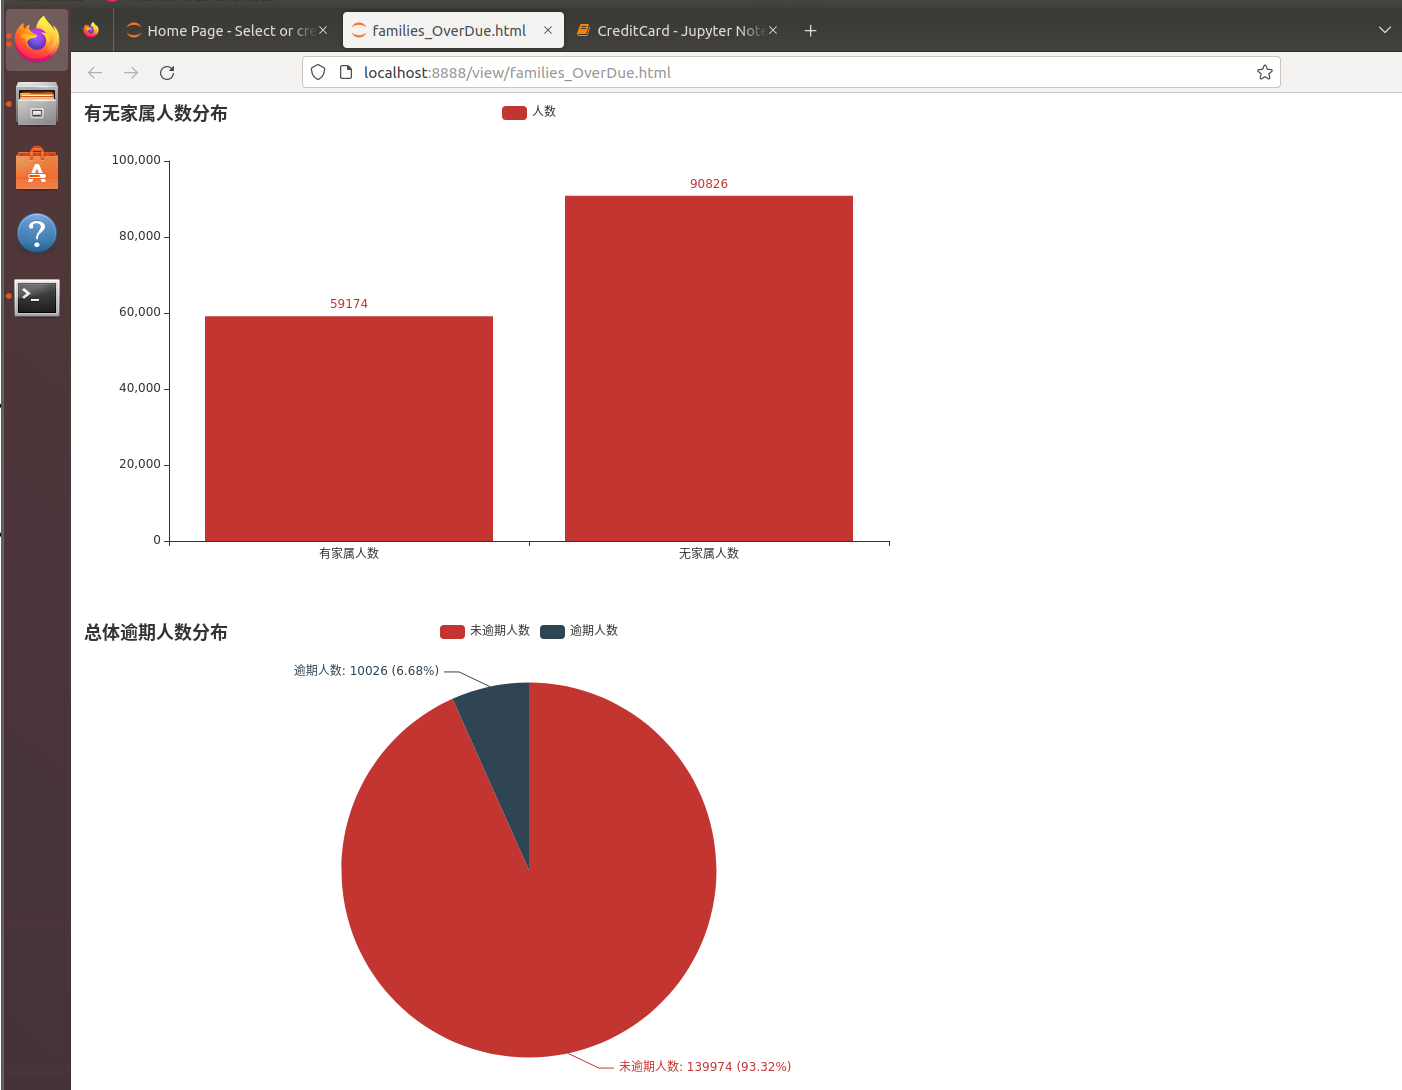 Home Page - Select or cre
families_OverDue.html
CreditCard - Jupyter Note
localhost:8888/view/families_OverDue.html
有无家属人数分布
人数
100,000
80,000
60,000
40,000
20,000
0
59174
90826
有家属人数
无家属人数
总体逾期人数分布
未逾期人数
逾期人数
逾期人数: 10026 (6.68%)
未逾期人数: 139974 (93.32%)